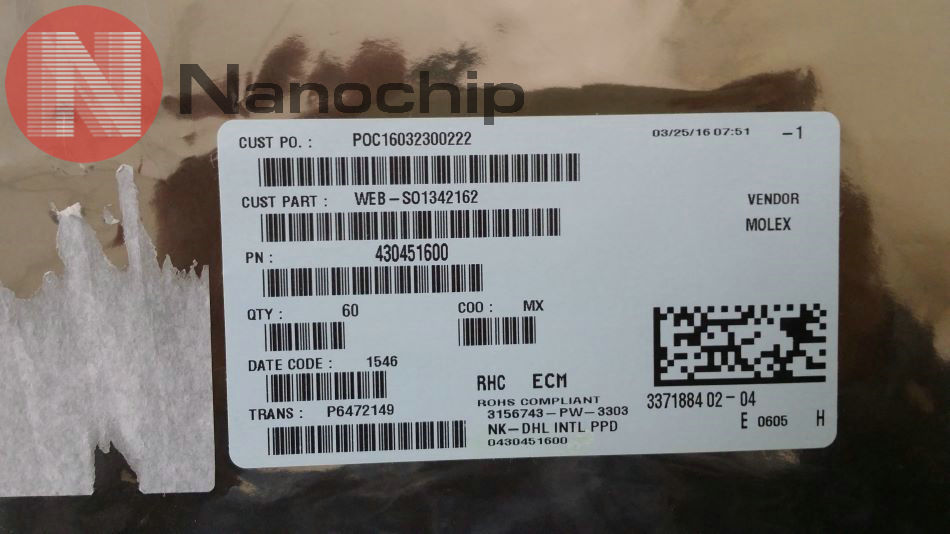 N Nanochip
CUST PO. : POC16032300222
03/25/16 07:51 -1
CUST PART : WEB-SO1342162
VENDOR
MOLEX
PN : 430451600
QTY : 60
COO : MX
DATE CODE : 1546
RHC ECM
ROHS COMPLIANT
TRANS : P6472149
3156743-PW-3303
NK-DHL INTL PPD
0430451600
3371884 02-04
E 0605 H